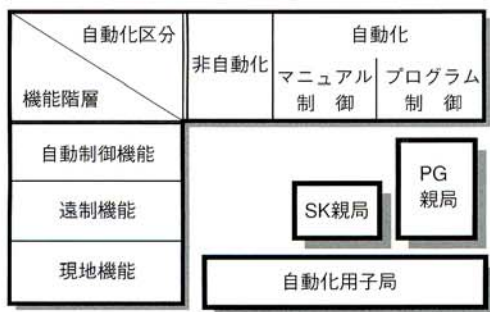 自動化区分
機能階層
非自動化
自動化
マニュアル
制 御
プログラム
制 御
自動制御機能
遠制機能
現地機能
SK親局
PG
親局
自動化用子局